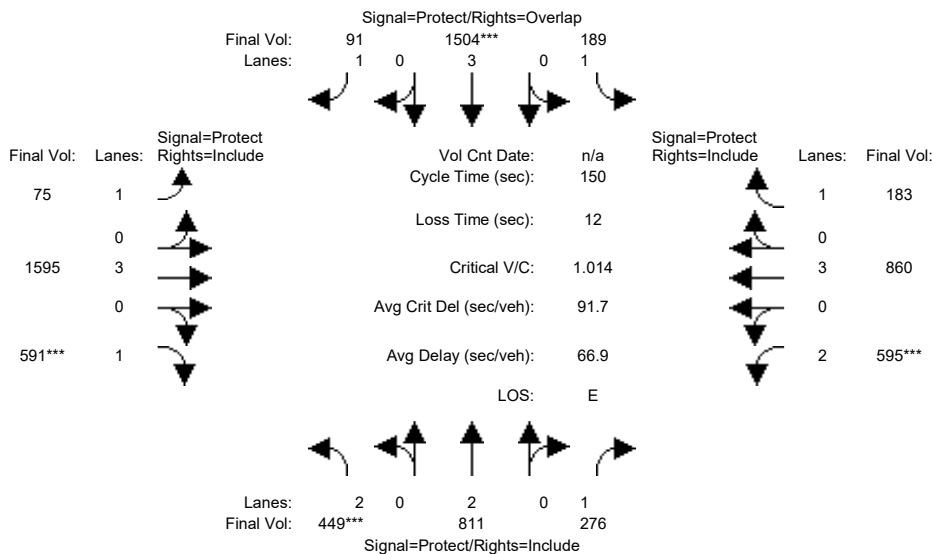 Signal=Protect/Rights=Overlap
Final Vol: 91 1504*** 189
Lanes: 1 0 3 0 1
Signal=Protect
Final Vol: Lanes: Rights=Include
Vol Cnt Date: n/a
Signal=Protect
Rights=Include Lanes: Final Vol:
Cycle Time (sec): 150
75 1
1 183
Loss Time (sec): 12
0
0
1595 3
Critical V/C: 1.014
3 860
0
Avg Crit Del (sec/veh): 91.7
0
591*** 1
Avg Delay (sec/veh): 66.9
2 595***
LOS: E
Lanes: 2 0 2 0 1
Final Vol: 449*** 811 276
Signal=Protect/Rights=Include